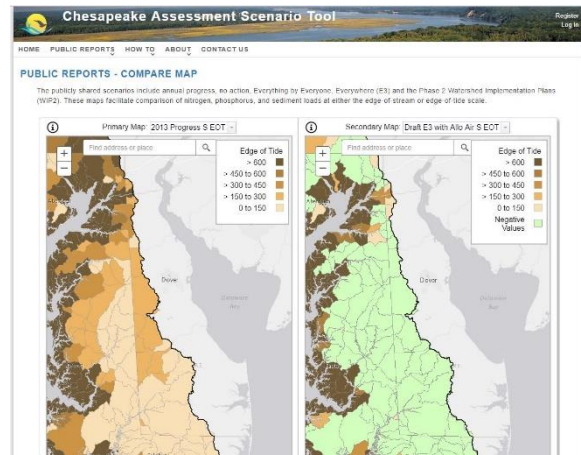 Chesapeake Assessment Scenario Tool
Register
Log In
HOME PUBLIC REPORTS HOW TO ABOUT CONTACT US
PUBLIC REPORTS - COMPARE MAP
The publicly shared scenarios include annual progress, no action, Everything by Everyone, Everywhere (E3) and the Phase 2 Watershed Implementation Plans
(WIP2). These maps facilitate comparison of nitrogen, phosphorus, and sediment loads at either the edge of stream or edge of tide scale.
Primary Map: 2013 Progress S EOT
Find address or place
+
−
Edge of Tide
> 600
> 450 to 600
> 300 to 450
> 150 to 300
0 to 150
Dover
Secondary Map: Draft E3 with Allo Air S EOT
Find address or place
+
−
Edge of Tide
> 600
> 450 to 600
> 300 to 450
> 150 to 300
0 to 150
Negative
Values
Dover